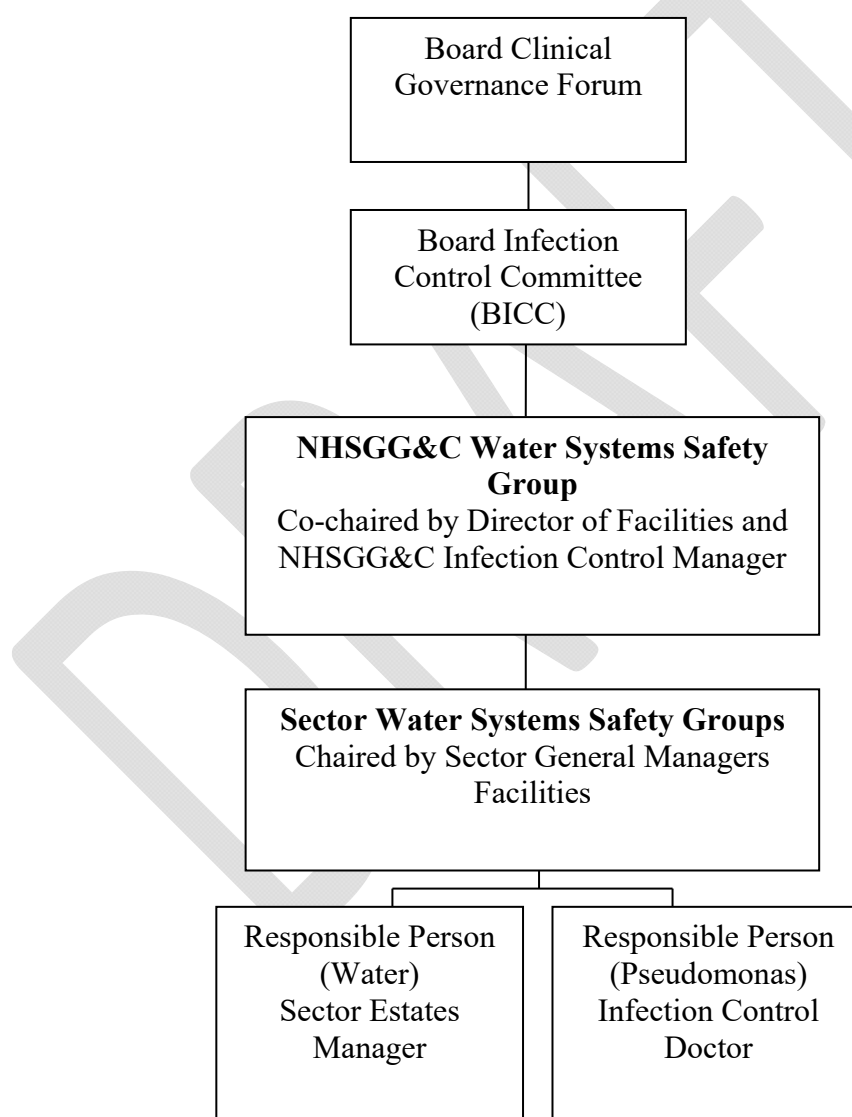 Board Clinical
Governance Forum
Board Infection
Control Committee
(BICC)
NHSGG&C Water Systems Safety
Group
Co-chaired by Director of Facilities and
NHSGG&C Infection Control Manager
Sector Water Systems Safety Groups
Chaired by Sector General Managers
Facilities
Responsible Person
(Water)
Sector Estates
Manager
Responsible Person
(Pseudomonas)
Infection Control
Doctor
DRAFT